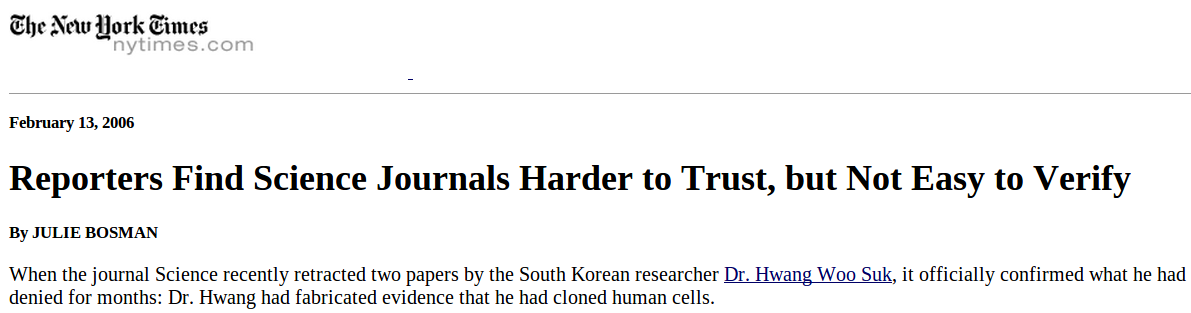 The New York Times
nytimes.com
February 13, 2006
Reporters Find Science Journals Harder to Trust, but Not Easy to Verify
By JULIE BOSMAN
When the journal Science recently retracted two papers by the South Korean researcher Dr. Hwang Woo Suk, it officially confirmed what he had
denied for months: Dr. Hwang had fabricated evidence that he had cloned human cells.